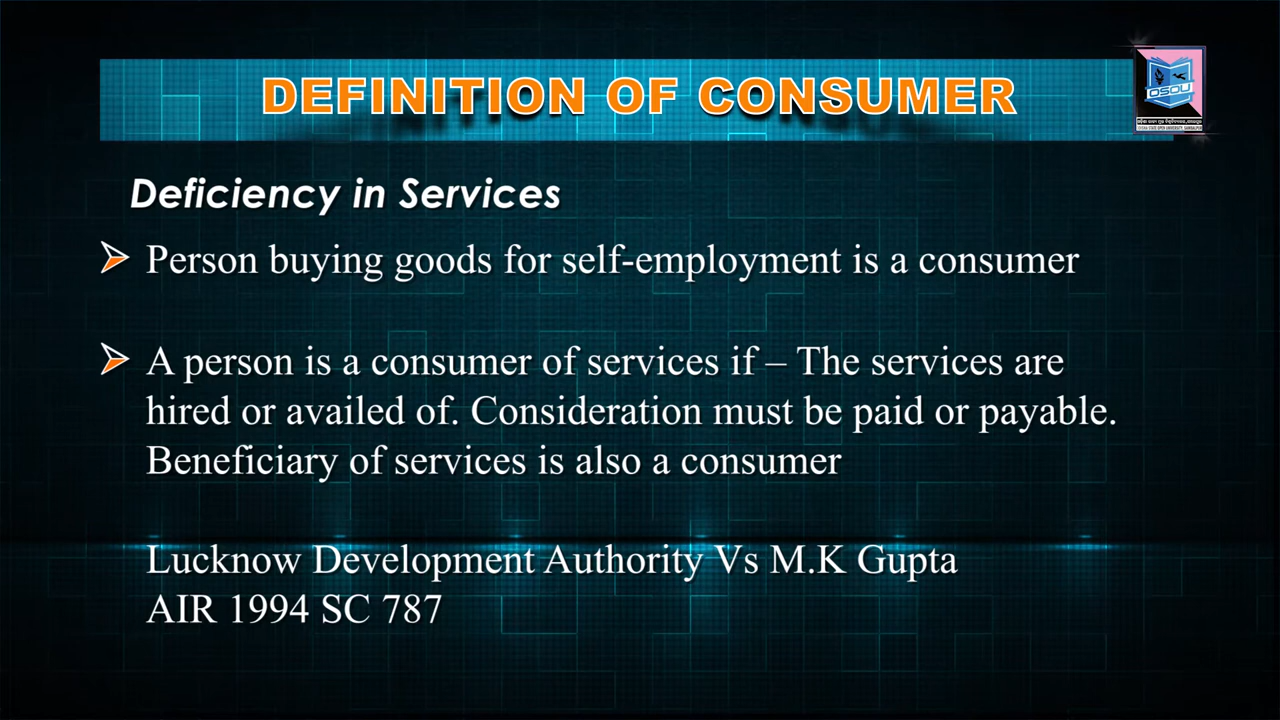 DEFINITION OF CONSUMER
OSOU
Deficiency in Services
Person buying goods for self-employment is a consumer
A person is a consumer of services if – The services are
hired or availed of. Consideration must be paid or payable.
Beneficiary of services is also a consumer
Lucknow Development Authority Vs M.K Gupta
AIR 1994 SC 787